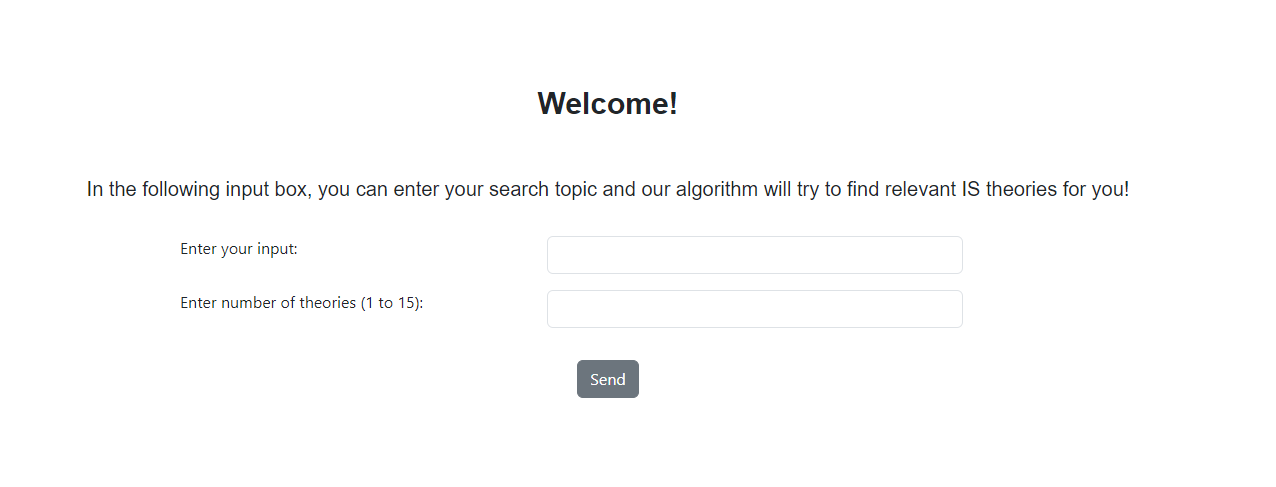 Welcome!
In the following input box, you can enter your search topic and our algorithm will try to find relevant IS theories for you!
Enter your input:
Enter number of theories (1 to 15):
Send